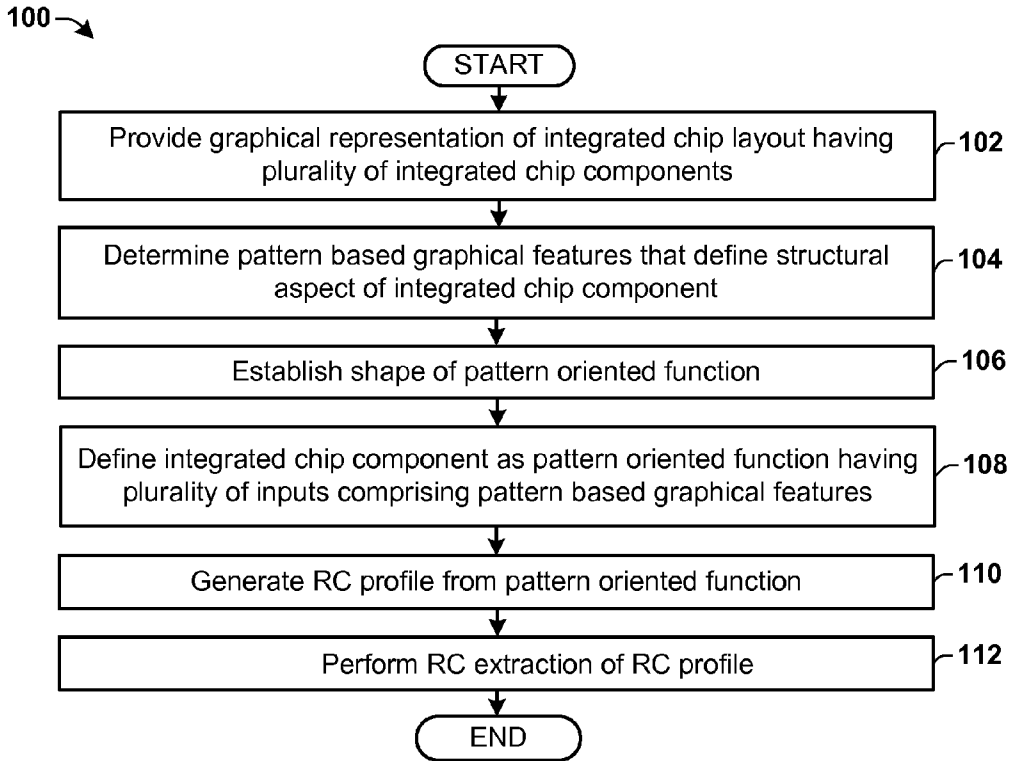 100
START
Provide graphical representation of integrated chip layout having
plurality of integrated chip components
102
Determine pattern based graphical features that define structural
aspect of integrated chip component
104
Establish shape of pattern oriented function
106
Define integrated chip component as pattern oriented function having
plurality of inputs comprising pattern based graphical features
108
Generate RC profile from pattern oriented function
110
Perform RC extraction of RC profile
112
END